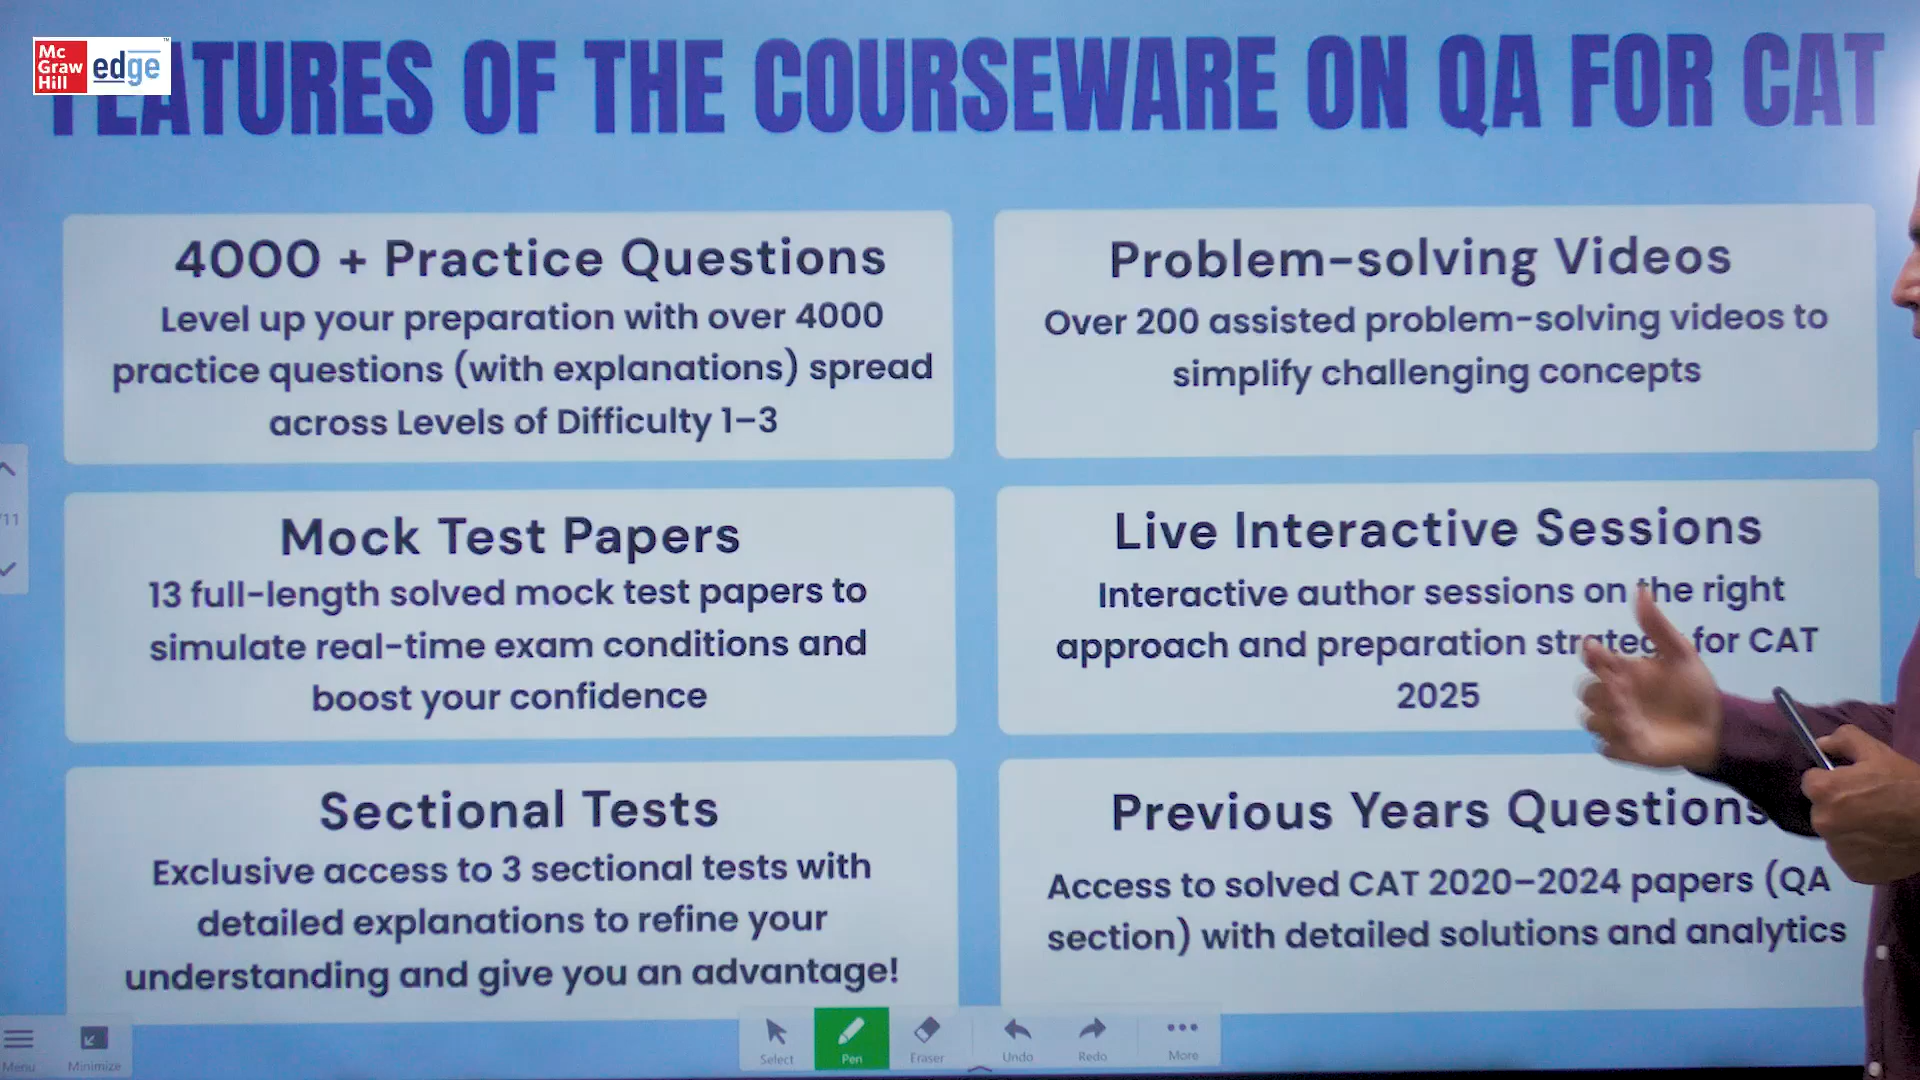 Mc
Graw
Hill
edge
FEATURES OF THE COURSEWARE ON QA FOR CAT
4000 + Practice Questions
Level up your preparation with over 4000
practice questions (with explanations) spread
across Levels of Difficulty 1–3
Problem-solving Videos
Over 200 assisted problem-solving videos to
simplify challenging concepts
Mock Test Papers
13 full-length solved mock test papers to
simulate real-time exam conditions and
boost your confidence
Live Interactive Sessions
Interactive author sessions on the right
approach and preparation strategy for CAT
2025
Sectional Tests
Exclusive access to 3 sectional tests with
detailed explanations to refine your
understanding and give you an advantage!
Previous Years Questions
Access to solved CAT 2020–2024 papers (QA
section) with detailed solutions and analytics
/11
Menu
Minimize
Select
Pen
Eraser
Undo
Redo
More